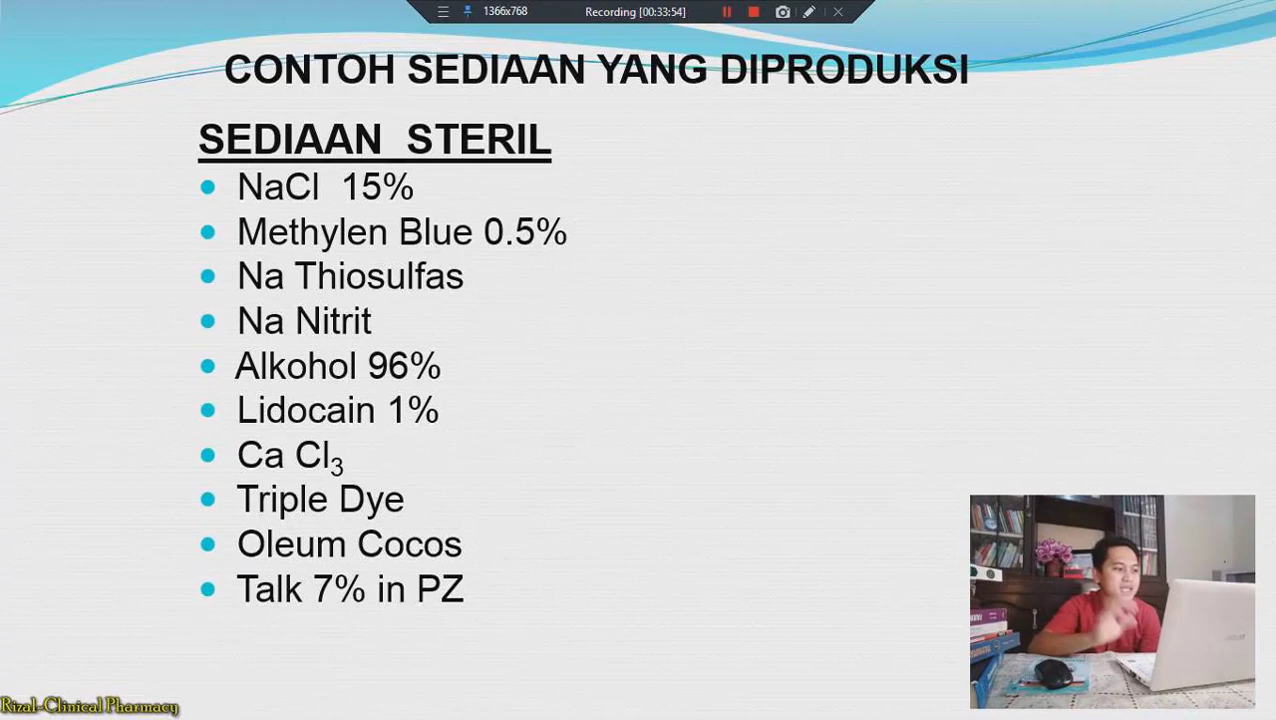 1366x768
Recording [00:33:54]
CONTOH SEDIAAN YANG DIPRODUKSI
SEDIAAN STERIL
• NaCl 15%
• Methylen Blue 0.5%
• Na Thiosulfas
• Na Nitrit
• Alkohol 96%
• Lidocain 1%
• Ca Cl₃
• Triple Dye
• Oleum Cocos
• Talk 7% in PZ
Rizal-Clinical Pharmacy